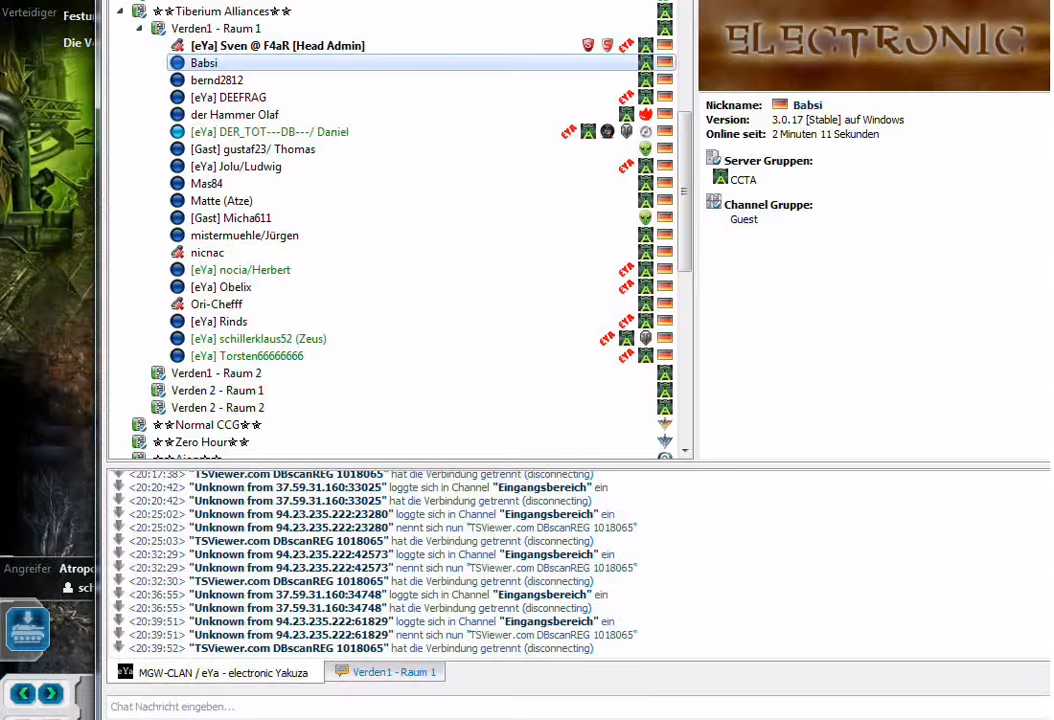 Verteidiger
Festu
Die V
★★Tiberium Alliances★★
Verden1 - Raum 1
[eYa] Sven @ F4aR [Head Admin]
Babsi
bernd2812
[eYa] DEEFRAG
der Hammer Olaf
[eYa] DER_TOT---DB---/ Daniel
[Gast] gustaf23/ Thomas
[eYa] Jolu/Ludwig
Mas84
Matte (Atze)
[Gast] Micha611
mistermuehle/Jürgen
nicnac
[eYa] nocia/Herbert
[eYa] Obelix
Ori-Chefff
[eYa] Rinds
[eYa] schillerklaus52 (Zeus)
[eYa] Torsten66666666
Verden1 - Raum 2
Verden 2 - Raum 1
Verden 2 - Raum 2
★★Normal CCG★★
★★Zero Hour★★
ELECTRONIC
Nickname: Babsi
Version: 3.0.17 [Stable] auf Windows
Online seit: 2 Minuten 11 Sekunden
Server Gruppen:
CCTA
Channel Gruppe:
Guest
<20:17:38> "TSViewer.com DBscanREG 1018065" hat die Verbindung getrennt (disconnecting)
<20:20:42> "Unknown from 37.59.31.160:33025" loggte sich in Channel "Eingangsbereich" ein
<20:20:42> "Unknown from 37.59.31.160:33025" hat die Verbindung getrennt (disconnecting)
<20:25:02> "Unknown from 94.23.235.222:23280" loggte sich in Channel "Eingangsbereich" ein
<20:25:02> "Unknown from 94.23.235.222:23280" nennt sich nun "TSViewer.com DBscanREG 1018065"
<20:25:03> "TSViewer.com DBscanREG 1018065" hat die Verbindung getrennt (disconnecting)
<20:32:29> "Unknown from 94.23.235.222:42573" loggte sich in Channel "Eingangsbereich" ein
<20:32:29> "Unknown from 94.23.235.222:42573" nennt sich nun "TSViewer.com DBscanREG 1018065"
<20:32:30> "TSViewer.com DBscanREG 1018065" hat die Verbindung getrennt (disconnecting)
<20:36:55> "Unknown from 37.59.31.160:34748" loggte sich in Channel "Eingangsbereich" ein
<20:36:55> "Unknown from 37.59.31.160:34748" hat die Verbindung getrennt (disconnecting)
<20:39:51> "Unknown from 94.23.235.222:61829" loggte sich in Channel "Eingangsbereich" ein
<20:39:51> "Unknown from 94.23.235.222:61829" nennt sich nun "TSViewer.com DBscanREG 1018065"
<20:39:52> "TSViewer.com DBscanREG 1018065" hat die Verbindung getrennt (disconnecting)
Angreifer
Atropo
sch
MGW-CLAN / eYa - electronic Yakuza
Verden1 - Raum 1
Chat Nachricht eingeben...